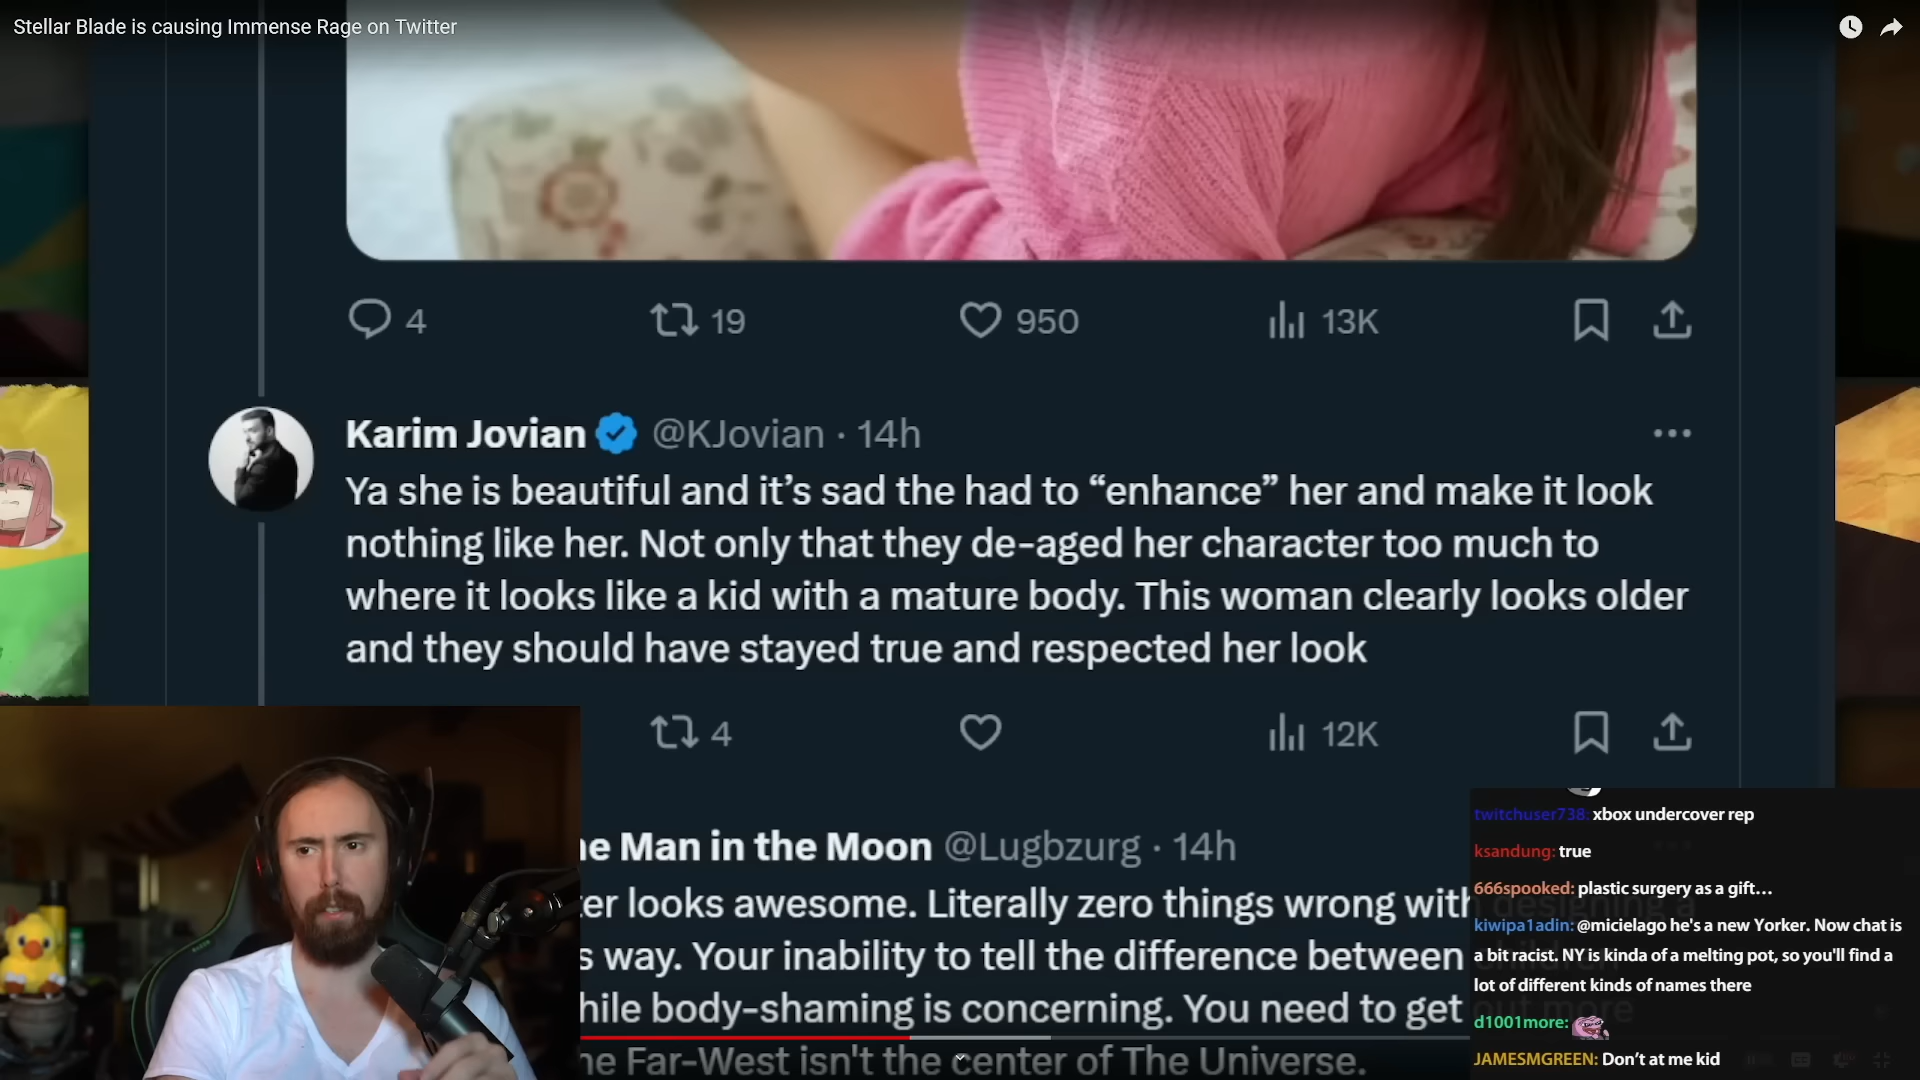 Stellar Blade is causing Immense Rage on Twitter
4 19 950 13K
Karim Jovian @KJovian · 14h
Ya she is beautiful and it’s sad the had to “enhance” her and make it look
nothing like her. Not only that they de-aged her character too much to
where it looks like a kid with a mature body. This woman clearly looks older
and they should have stayed true and respected her look
4 12K
Man in the Moon @Lugbzurg · 14h
looks awesome. Literally zero things wrong with designing a
way. Your inability to tell the difference between children
body-shaming is concerning. You need to get out more
Far-West isn't the center of The Universe.
twitchuser738: xbox undercover rep
ksandung: true
666spooked: plastic surgery as a gift...
kiwipa1adin: @micielago he's a new Yorker. Now chat is
a bit racist. NY is kinda of a melting pot, so you'll find a
lot of different kinds of names there
d1001more:
JAMESMGREEN: Don’t at me kid